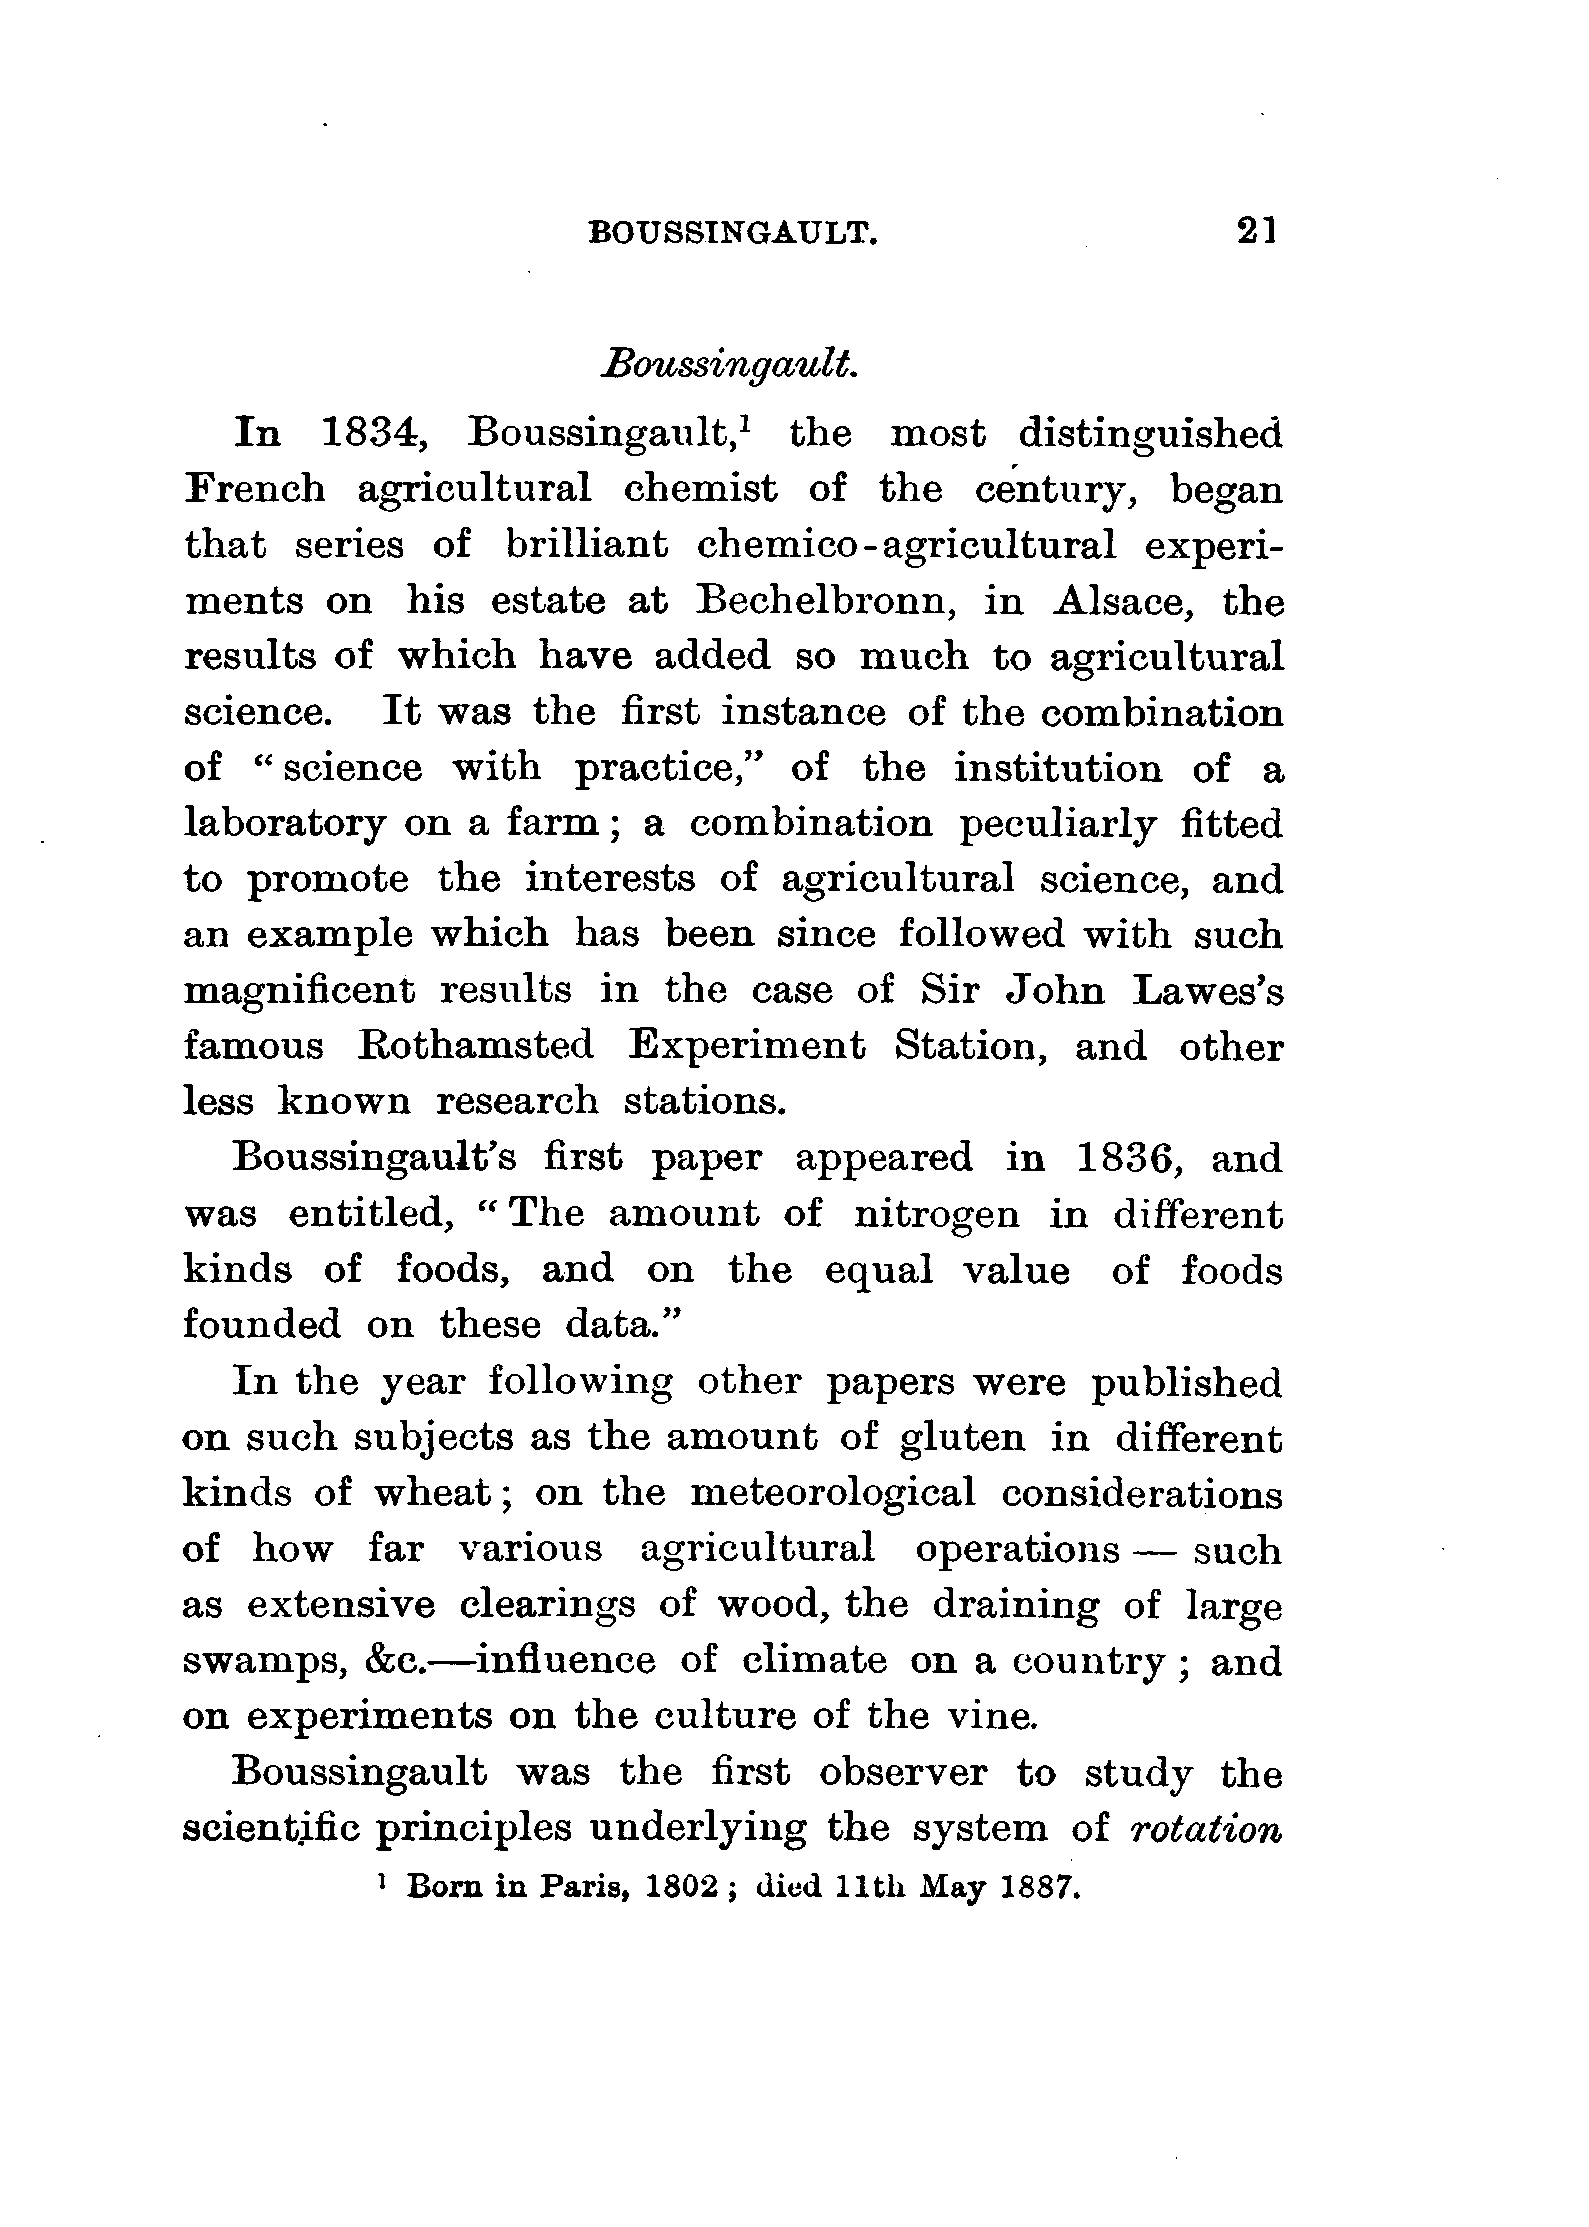 BOUSSINGAULT. 21
Boussingault.
In 1834, Boussingault,¹ the most distinguished
French agricultural chemist of the century, began
that series of brilliant chemico-agricultural experi-
ments on his estate at Bechelbronn, in Alsace, the
results of which have added so much to agricultural
science. It was the first instance of the combination
of “science with practice,” of the institution of a
laboratory on a farm; a combination peculiarly fitted
to promote the interests of agricultural science, and
an example which has been since followed with such
magnificent results in the case of Sir John Lawes's
famous Rothamsted Experiment Station, and other
less known research stations.
Boussingault's first paper appeared in 1836, and
was entitled, “The amount of nitrogen in different
kinds of foods, and on the equal value of foods
founded on these data.”
In the year following other papers were published
on such subjects as the amount of gluten in different
kinds of wheat; on the meteorological considerations
of how far various agricultural operations — such
as extensive clearings of wood, the draining of large
swamps, &c.—influence of climate on a country; and
on experiments on the culture of the vine.
Boussingault was the first observer to study the
scientific principles underlying the system of rotation
¹ Born in Paris, 1802; died 11th May 1887.